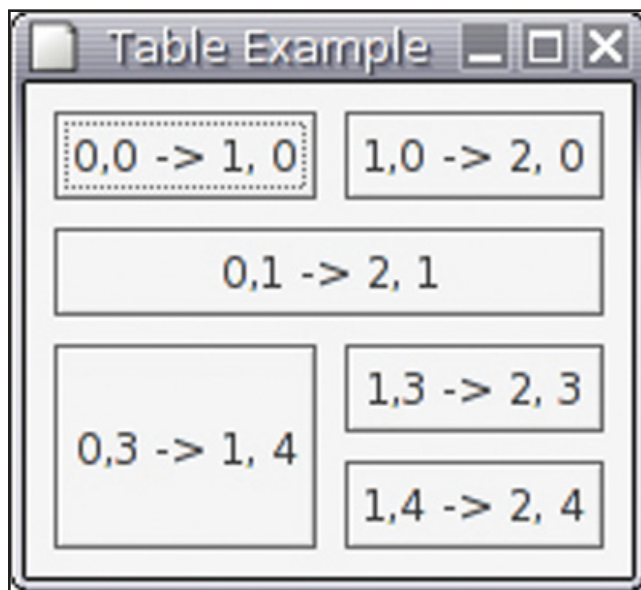 Table Example
0,0 -> 1, 0
1,0 -> 2, 0
0,1 -> 2, 1
0,3 -> 1, 4
1,3 -> 2, 3
1,4 -> 2, 4